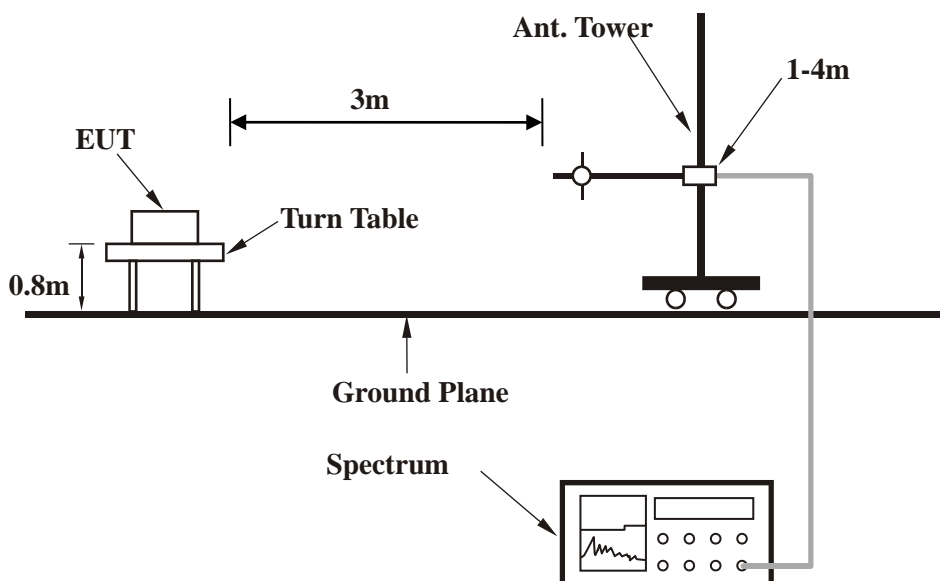 Ant. Tower
1-4m
3m
EUT
Turn Table
0.8m
Ground Plane
Spectrum